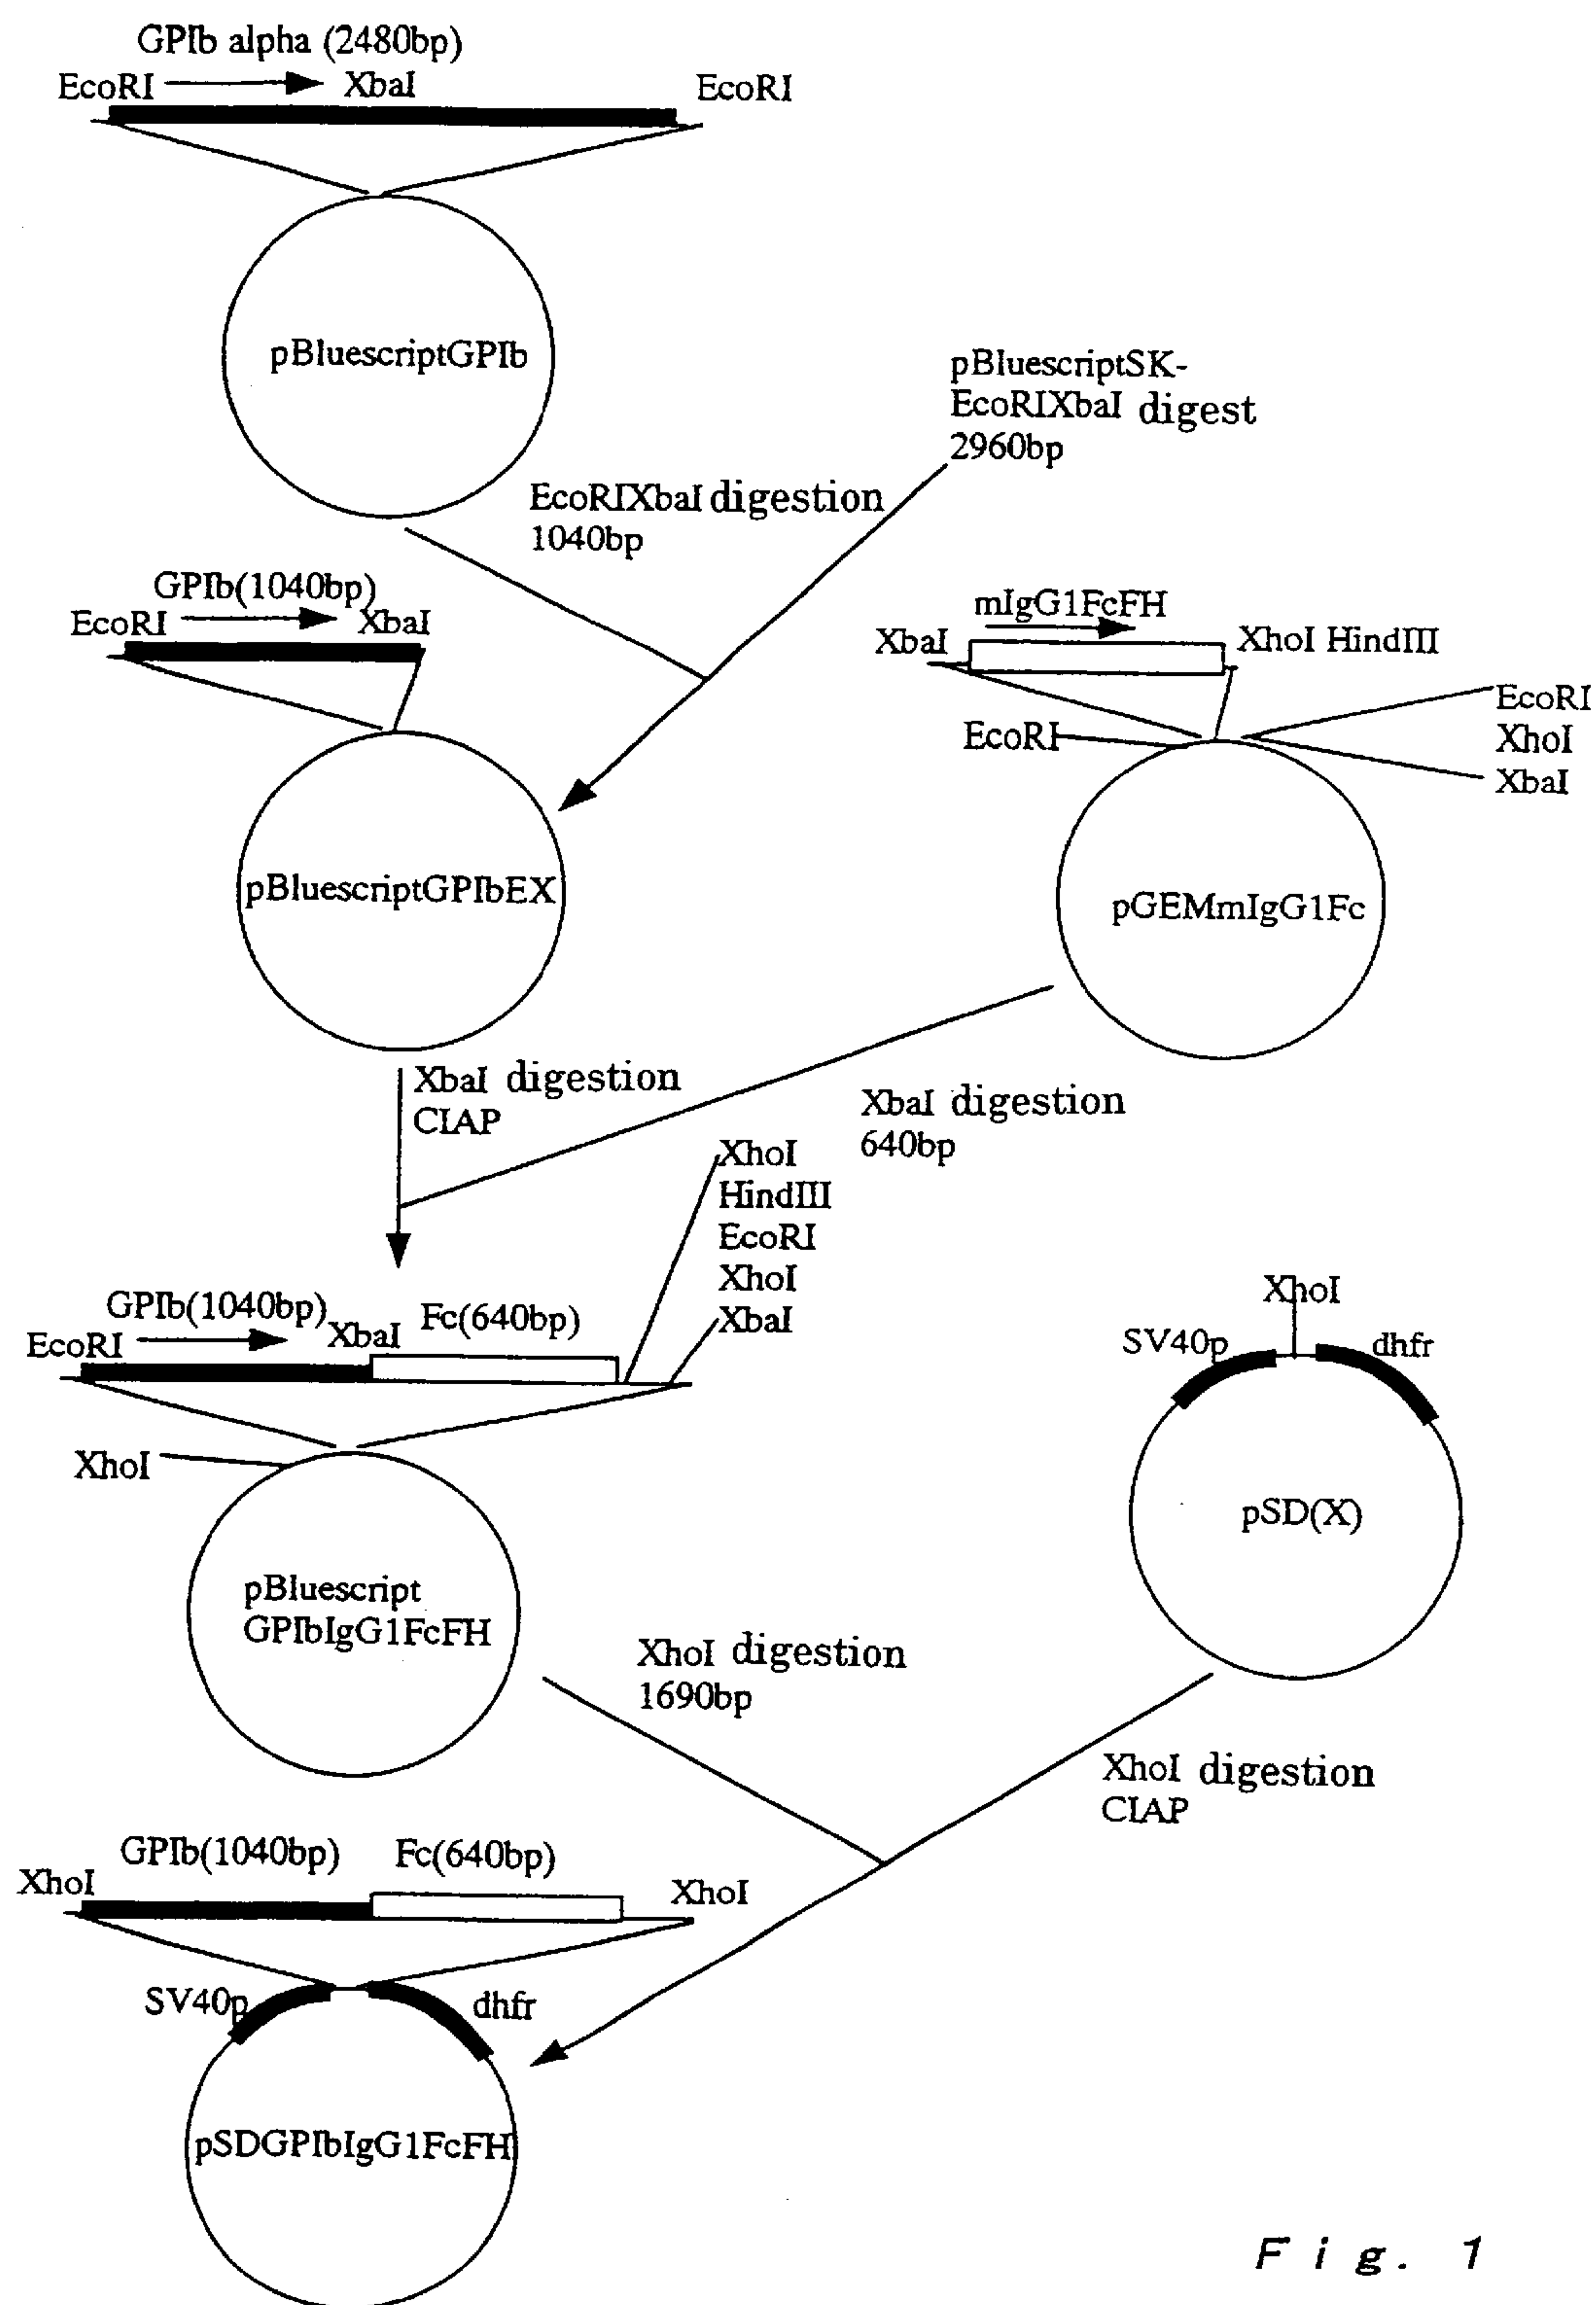 GPIb alpha (2480bp)
EcoRI XbaI EcoRI
pBluescriptGPIb
pBluescriptSK-
EcoRIXbaI digest
2960bp
EcoRIXbaI digestion
1040bp
GPIb(1040bp)
EcoRI XbaI
mIgG1FcFH
XbaI XhoI HindIII
EcoRI
EcoRI
XhoI
XbaI
pBluescriptGPIbEX
pGEMmIgG1Fc
XbaI digestion
CIAP
XbaI digestion
640bp
XhoI
HindIII
EcoRI
XhoI
XbaI
GPIb(1040bp) Fc(640bp)
EcoRI XbaI
XhoI
XhoI
SV40p dhfr
pSD(X)
pBluescript
GPIbIgG1FcFH
XhoI digestion
1690bp
XhoI digestion
CIAP
GPIb(1040bp) Fc(640bp)
XhoI XhoI
SV40p dhfr
pSDGPIbIgG1FcFH
Fig. 1